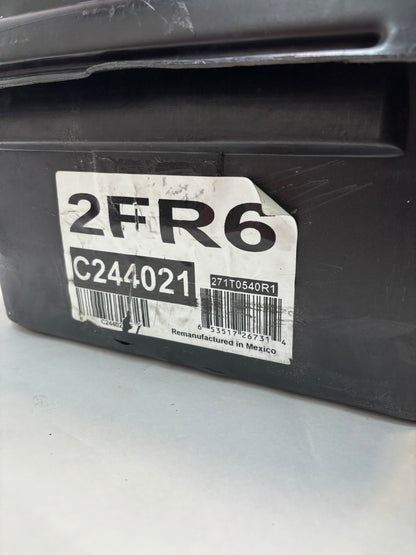 2FR6
C244021
271T0540R1
6 53517 26731 4
Remanufactured in Mexico